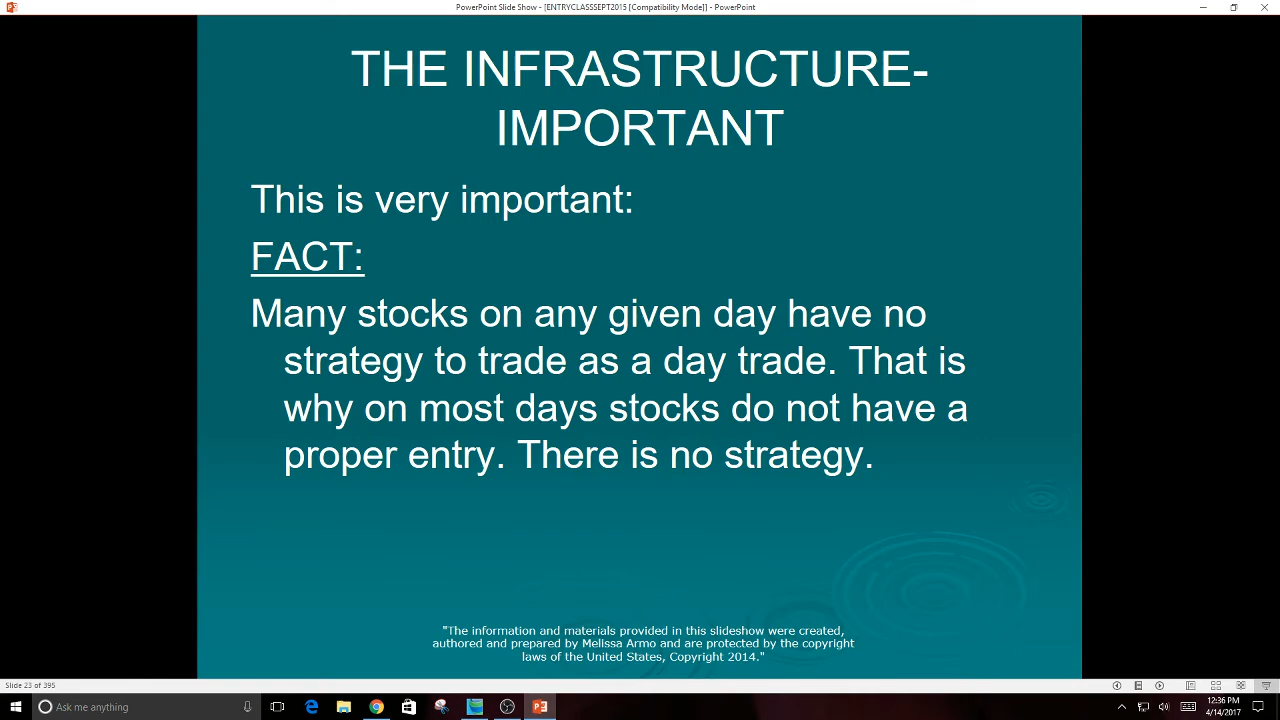 PowerPoint Slide Show - [ENTRYCLASSSEPT2015 [Compatibility Mode]] - PowerPoint
THE INFRASTRUCTURE-
IMPORTANT
This is very important:
FACT:
Many stocks on any given day have no
strategy to trade as a day trade. That is
why on most days stocks do not have a
proper entry. There is no strategy.
"The information and materials provided in this slideshow were created,
authored and prepared by Melissa Armo and are protected by the copyright
laws of the United States, Copyright 2014."
Slide 23 of 395
Ask me anything
12:36 PM
4/14/2017